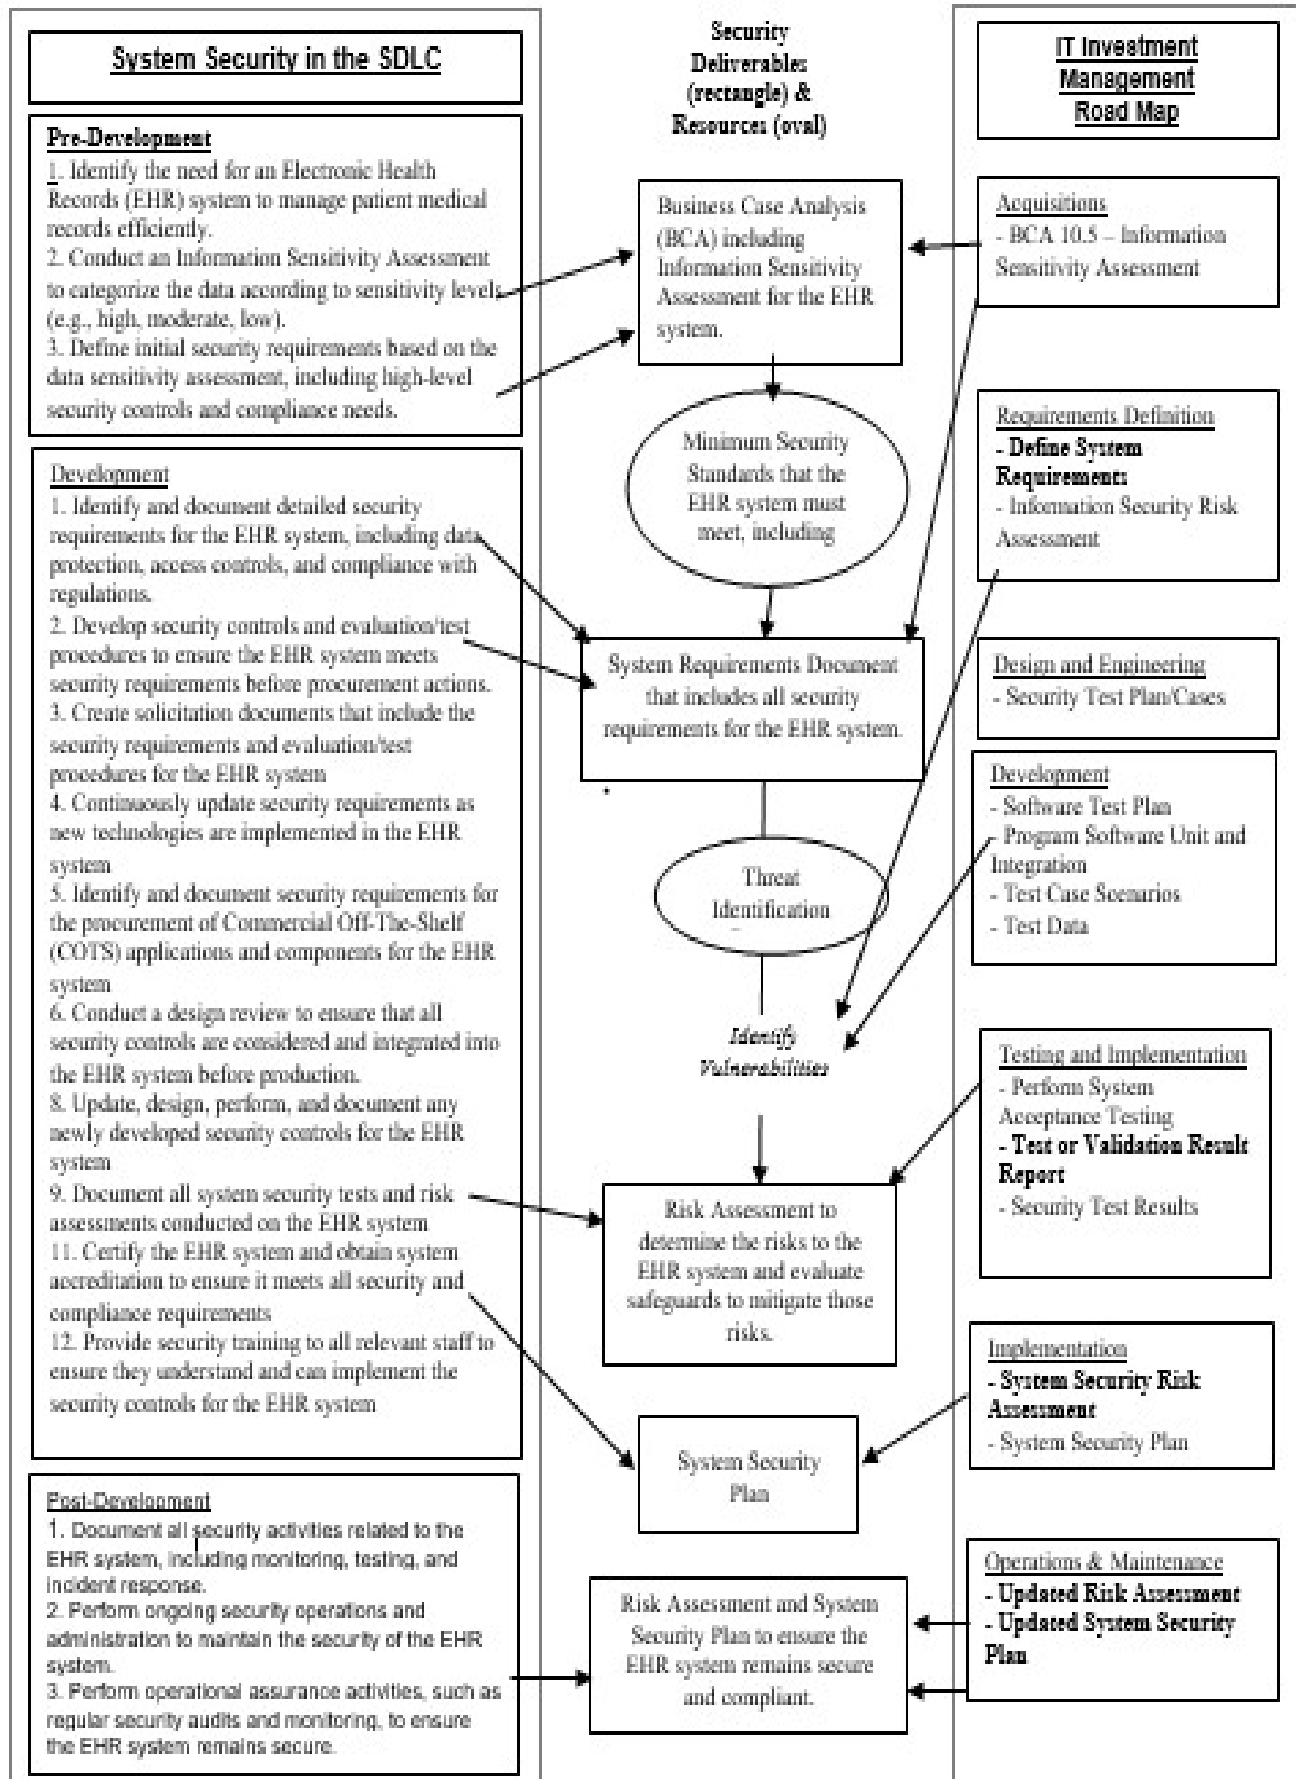 System Security in the SDLC
Pre-Development
1. Identify the need for an Electronic Health
Records (EHR) system to manage patient medical
records efficiently.
2. Conduct an Information Sensitivity Assessment
to categorize the data according to sensitivity levels
(e.g., high, moderate, low).
3. Define initial security requirements based on the
data sensitivity assessment, including high-level
security controls and compliance needs.
Development
1. Identify and document detailed security
requirements for the EHR system, including data
protection, access controls, and compliance with
regulations.
2. Develop security controls and evaluation/test
procedures to ensure the EHR system meets
security requirements before procurement actions.
3. Create solicitation documents that include the
security requirements and evaluation/test
procedures for the EHR system
4. Continuously update security requirements as
new technologies are implemented in the EHR
system
5. Identify and document security requirements for
the procurement of Commercial Off-The-Shelf
(COTS) applications and components for the EHR
system
6. Conduct a design review to ensure that all
security controls are considered and integrated into
the EHR system before production.
8. Update, design, perform, and document any
newly developed security controls for the EHR
system
9. Document all system security tests and risk
assessments conducted on the EHR system
11. Certify the EHR system and obtain system
accreditation to ensure it meets all security and
compliance requirements
12. Provide security training to all relevant staff to
ensure they understand and can implement the
security controls for the EHR system
Post-Development
1. Document all security activities related to the
EHR system, including monitoring, testing, and
incident response.
2. Perform ongoing security operations and
administration to maintain the security of the EHR
system.
3. Perform operational assurance activities, such as
regular security audits and monitoring, to ensure
the EHR system remains secure.
Security
Deliverables
(rectangle) &
Resources (oval)
Business Case Analysis
(BCA) including
Information Sensitivity
Assessment for the EHR
system.
Minimum Security
Standards that the
EHR system must
meet, including
System Requirements Document
that includes all security
requirements for the EHR system.
Threat
Identification
Identify
Vulnerabilities
Risk Assessment to
determine the risks to the
EHR system and evaluate
safeguards to mitigate those
risks.
System Security
Plan
Risk Assessment and System
Security Plan to ensure the
EHR system remains secure
and compliant.
IT Investment
Management
Road Map
Acquisitions
- BCA 10.5 – Information
Sensitivity Assessment
Requirements Definition
- Define System
Requirements
- Information Security Risk
Assessment
Design and Engineering
- Security Test Plan/Cases
Development
- Software Test Plan
- Program Software Unit and
Integration
- Test Case Scenarios
- Test Data
Testing and Implementation
- Perform System
Acceptance Testing
- Test or Validation Result
Report
- Security Test Results
Implementation
- System Security Risk
Assessment
- System Security Plan
Operations & Maintenance
- Updated Risk Assessment
- Updated System Security
Plan